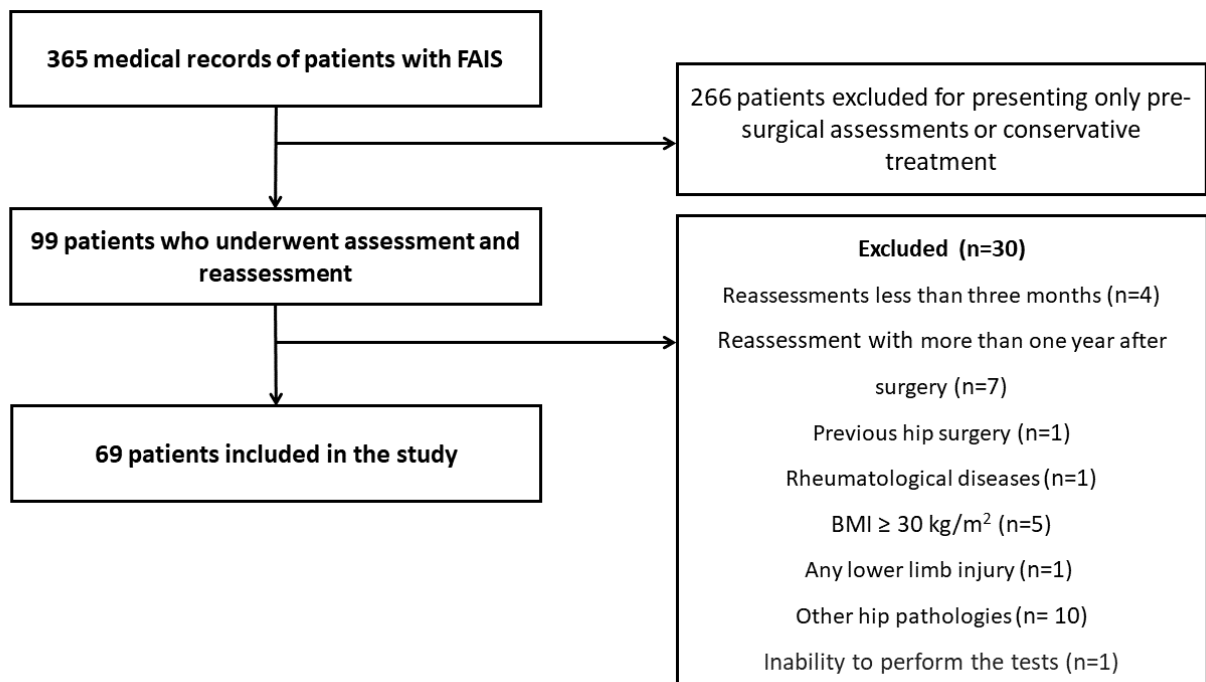 365 medical records of patients with FAIS
266 patients excluded for presenting only pre-
surgical assessments or conservative
treatment
99 patients who underwent assessment and
reassessment
Excluded (n=30)
Reassessments less than three months (n=4)
Reassessment with more than one year after
surgery (n=7)
Previous hip surgery (n=1)
Rheumatological diseases (n=1)
BMI ≥ 30 kg/m² (n=5)
Any lower limb injury (n=1)
Other hip pathologies (n= 10)
Inability to perform the tests (n=1)
69 patients included in the study